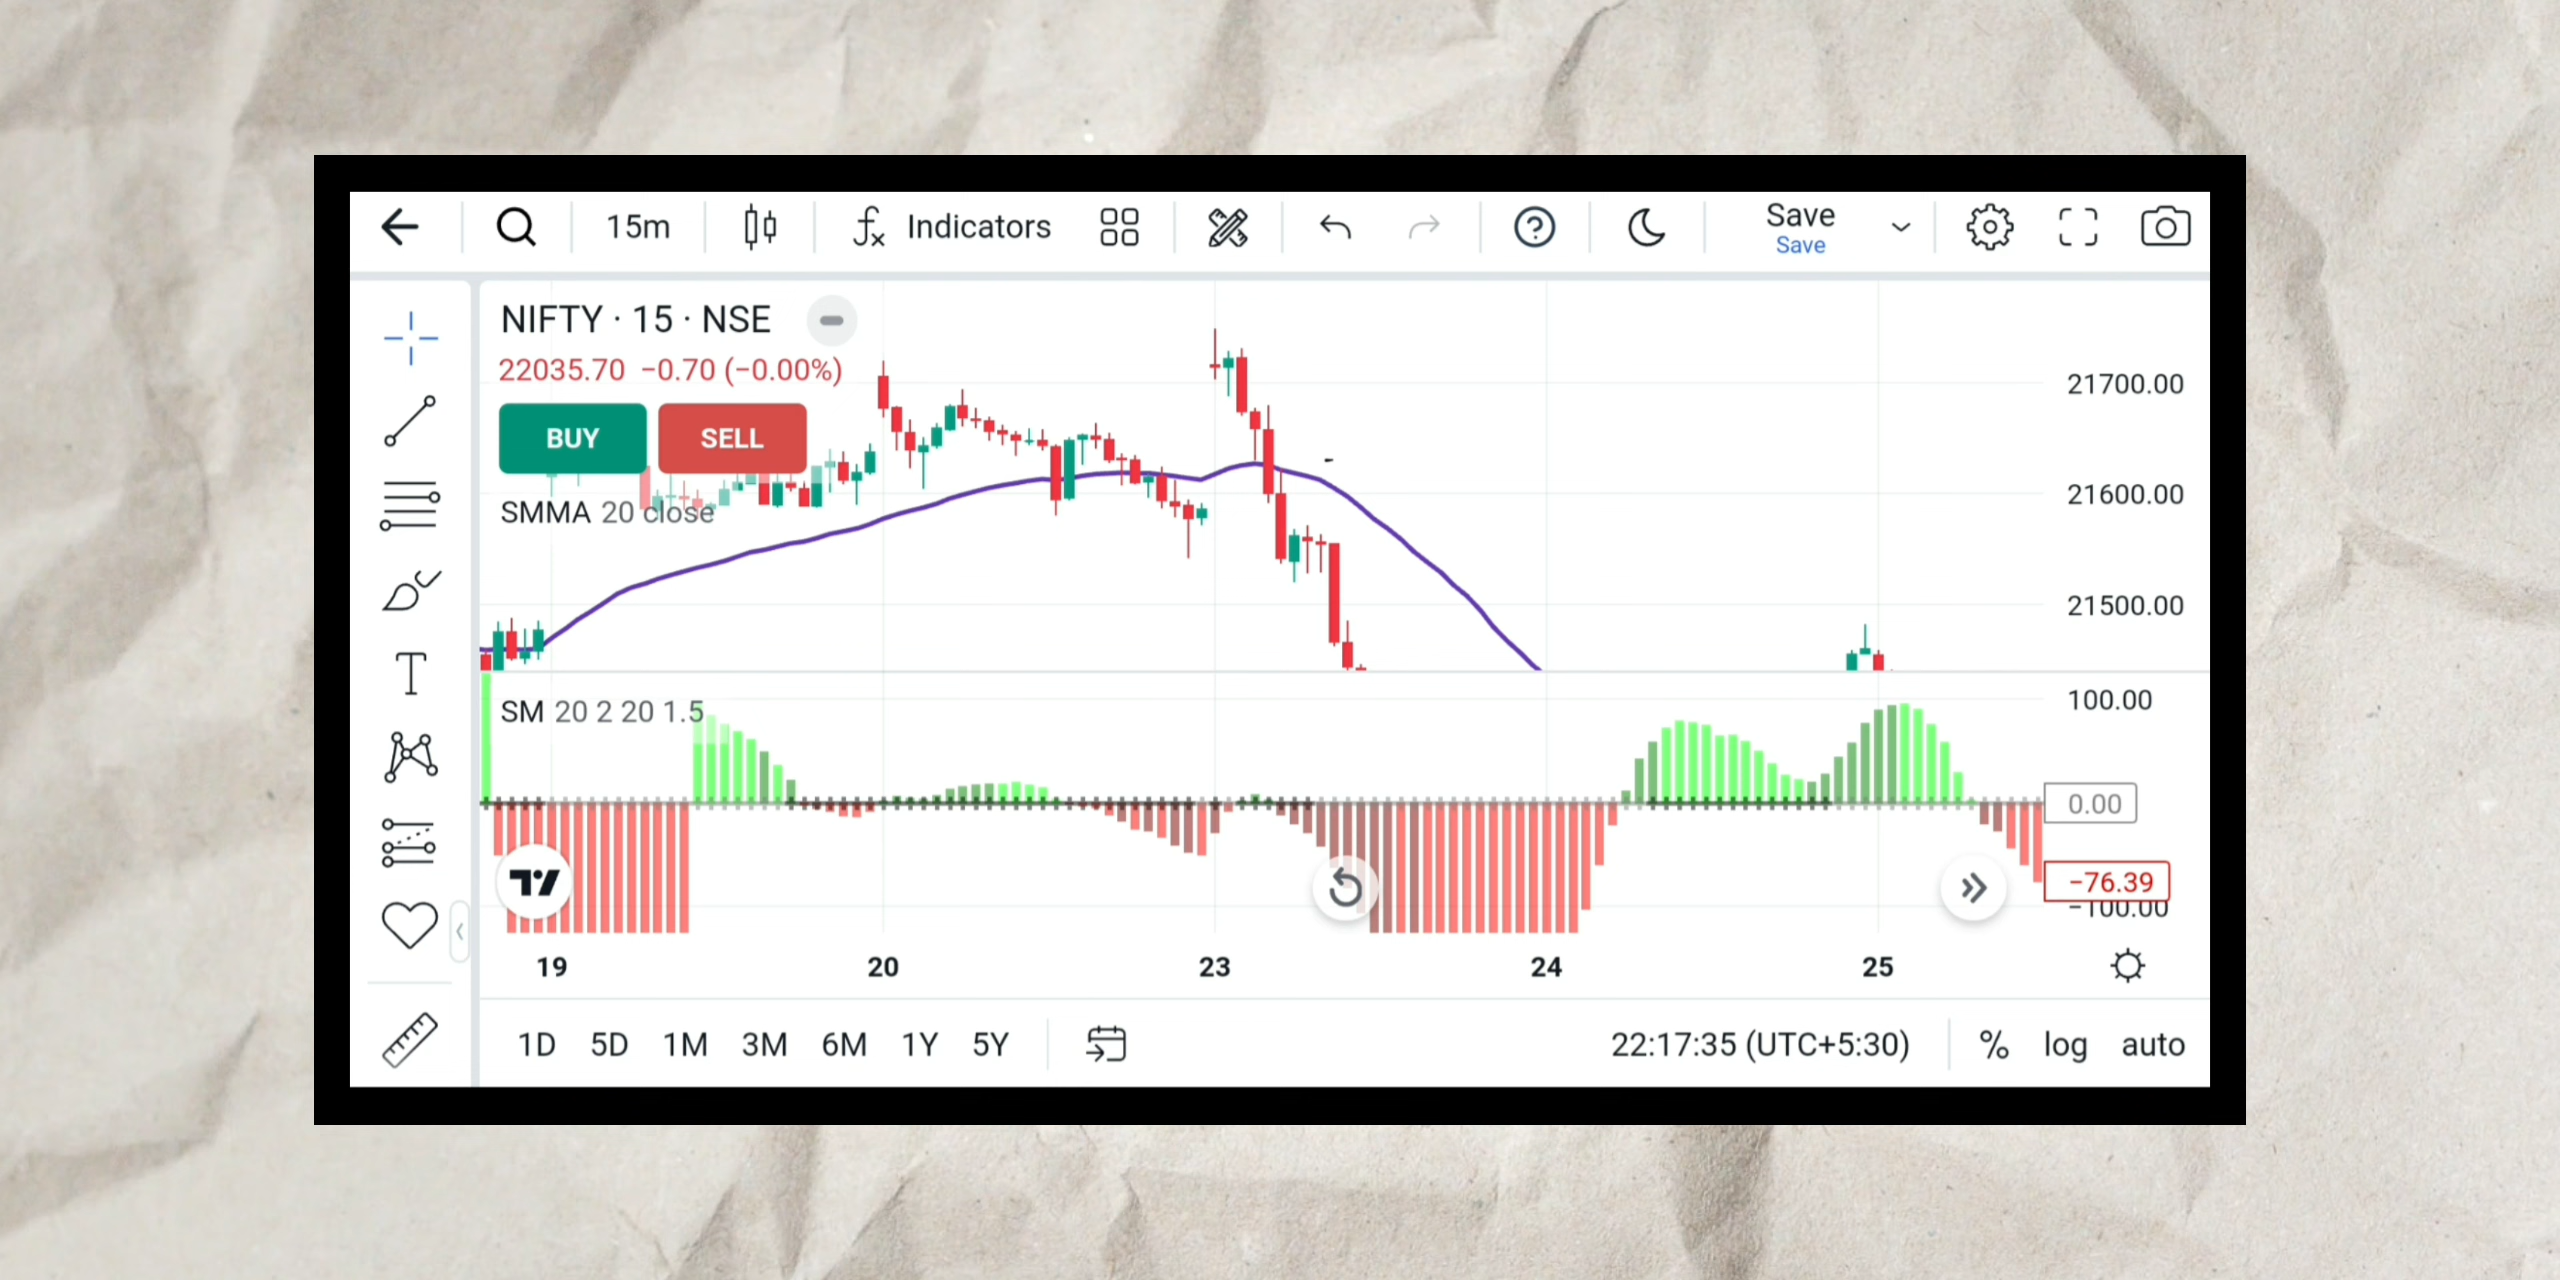 15m
Indicators
Save
Save
NIFTY · 15 · NSE
22035.70 −0.70 (−0.00%)
BUY
SELL
SMMA 20 close
21700.00
21600.00
21500.00
SM 20 2 20 1.5
100.00
0.00
−76.39
−100.00
19 20 23 24 25
1D 5D 1M 3M 6M 1Y 5Y
22:17:35 (UTC+5:30)
% log auto